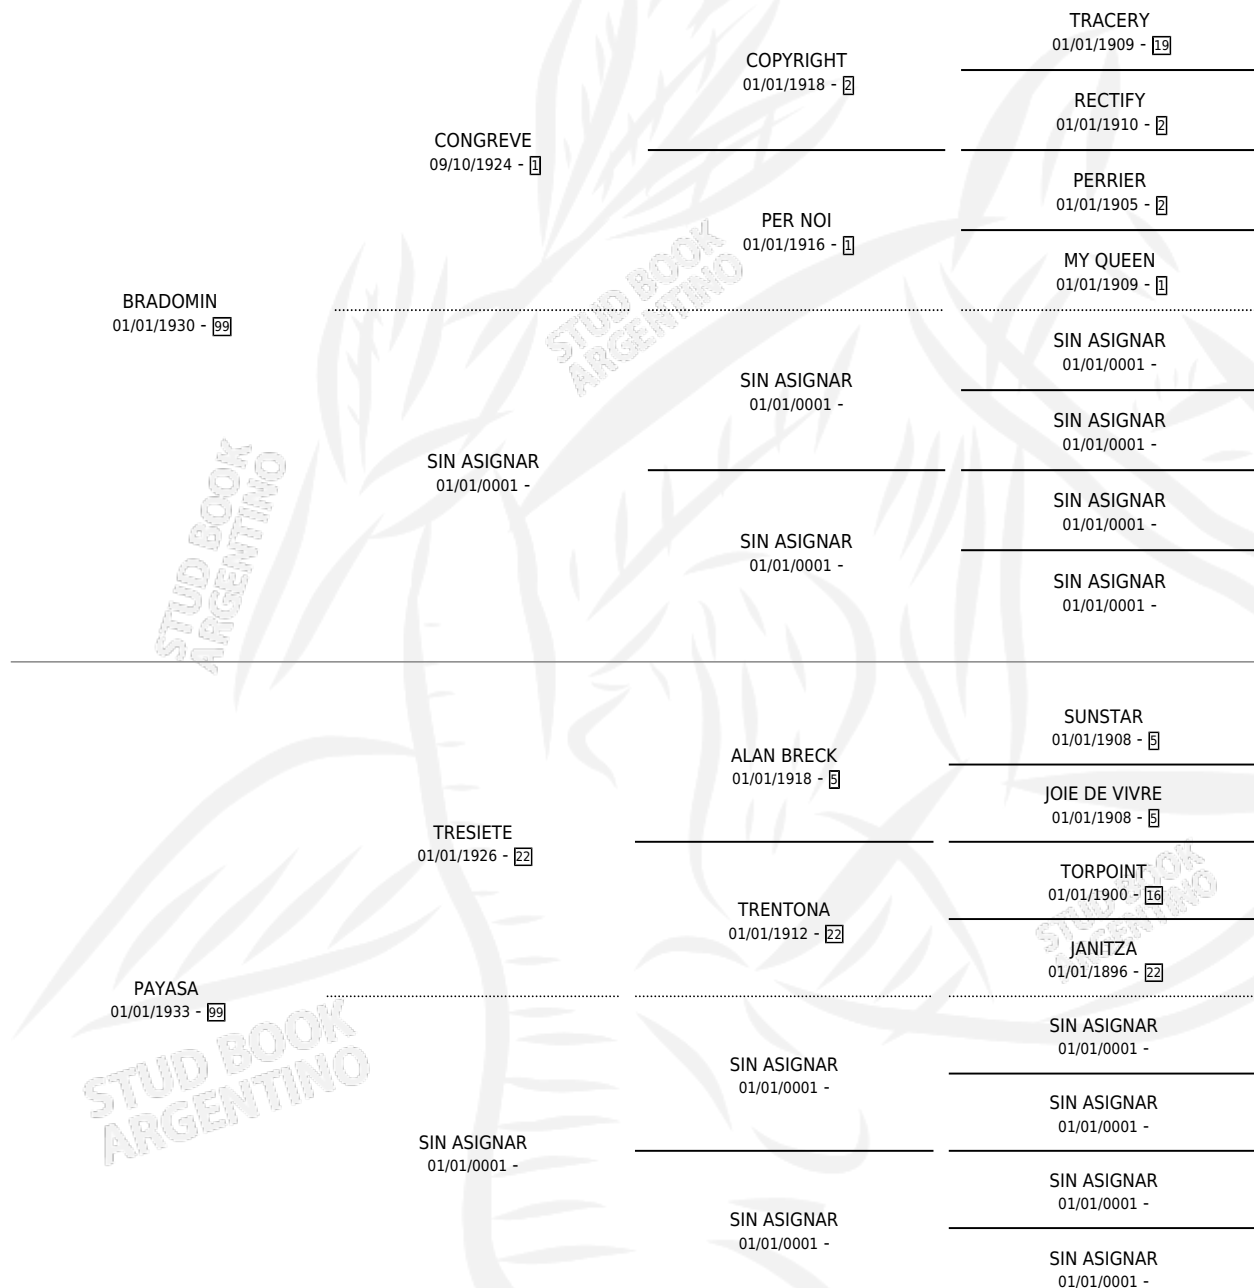 TRACERY
01/01/1909 - 19
COPYRIGHT
01/01/1918 - 2
RECTIFY
01/01/1910 - 2
CONGREVE
09/10/1924 - 1
PERRIER
01/01/1905 - 2
PER NOI
01/01/1916 - 1
MY QUEEN
01/01/1909 - 1
BRADOMIN
01/01/1930 - 99
STUD BOOK
ARGENTINO
SIN ASIGNAR
01/01/0001 -
SIN ASIGNAR
01/01/0001 -
SIN ASIGNAR
01/01/0001 -
SIN ASIGNAR
01/01/0001 -
SIN ASIGNAR
01/01/0001 -
SIN ASIGNAR
01/01/0001 -
SIN ASIGNAR
01/01/0001 -
STUD BOOK
ARGENTINO
SUNSTAR
01/01/1908 - 5
ALAN BRECK
01/01/1918 - 5
JOIE DE VIVRE
01/01/1908 - 5
TRESIETE
01/01/1926 - 22
TORPOINT
01/01/1900 - 16
TRENTONA
01/01/1912 - 22
JANITZA
01/01/1896 - 22
STUD BOOK
ARGENTINO
PAYASA
01/01/1933 - 99
STUD BOOK
ARGENTINO
SIN ASIGNAR
01/01/0001 -
SIN ASIGNAR
01/01/0001 -
SIN ASIGNAR
01/01/0001 -
SIN ASIGNAR
01/01/0001 -
SIN ASIGNAR
01/01/0001 -
SIN ASIGNAR
01/01/0001 -
SIN ASIGNAR
01/01/0001 -